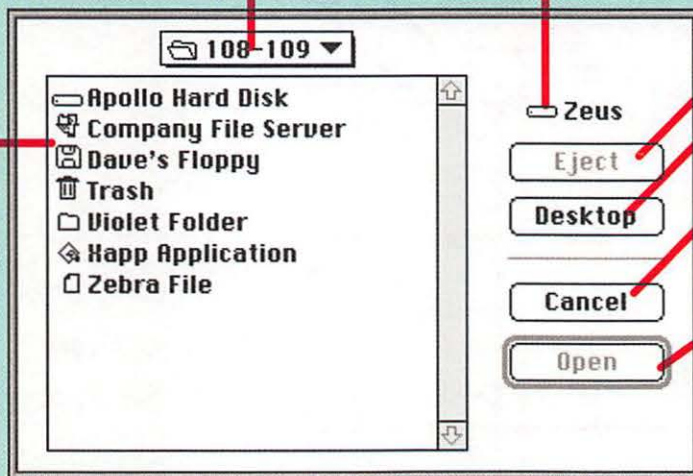 108-109
Apollo Hard Disk
Company File Server
Dave's Floppy
Trash
Violet Folder
Xapp Application
Zebra File
Zeus
Eject
Desktop
Cancel
Open